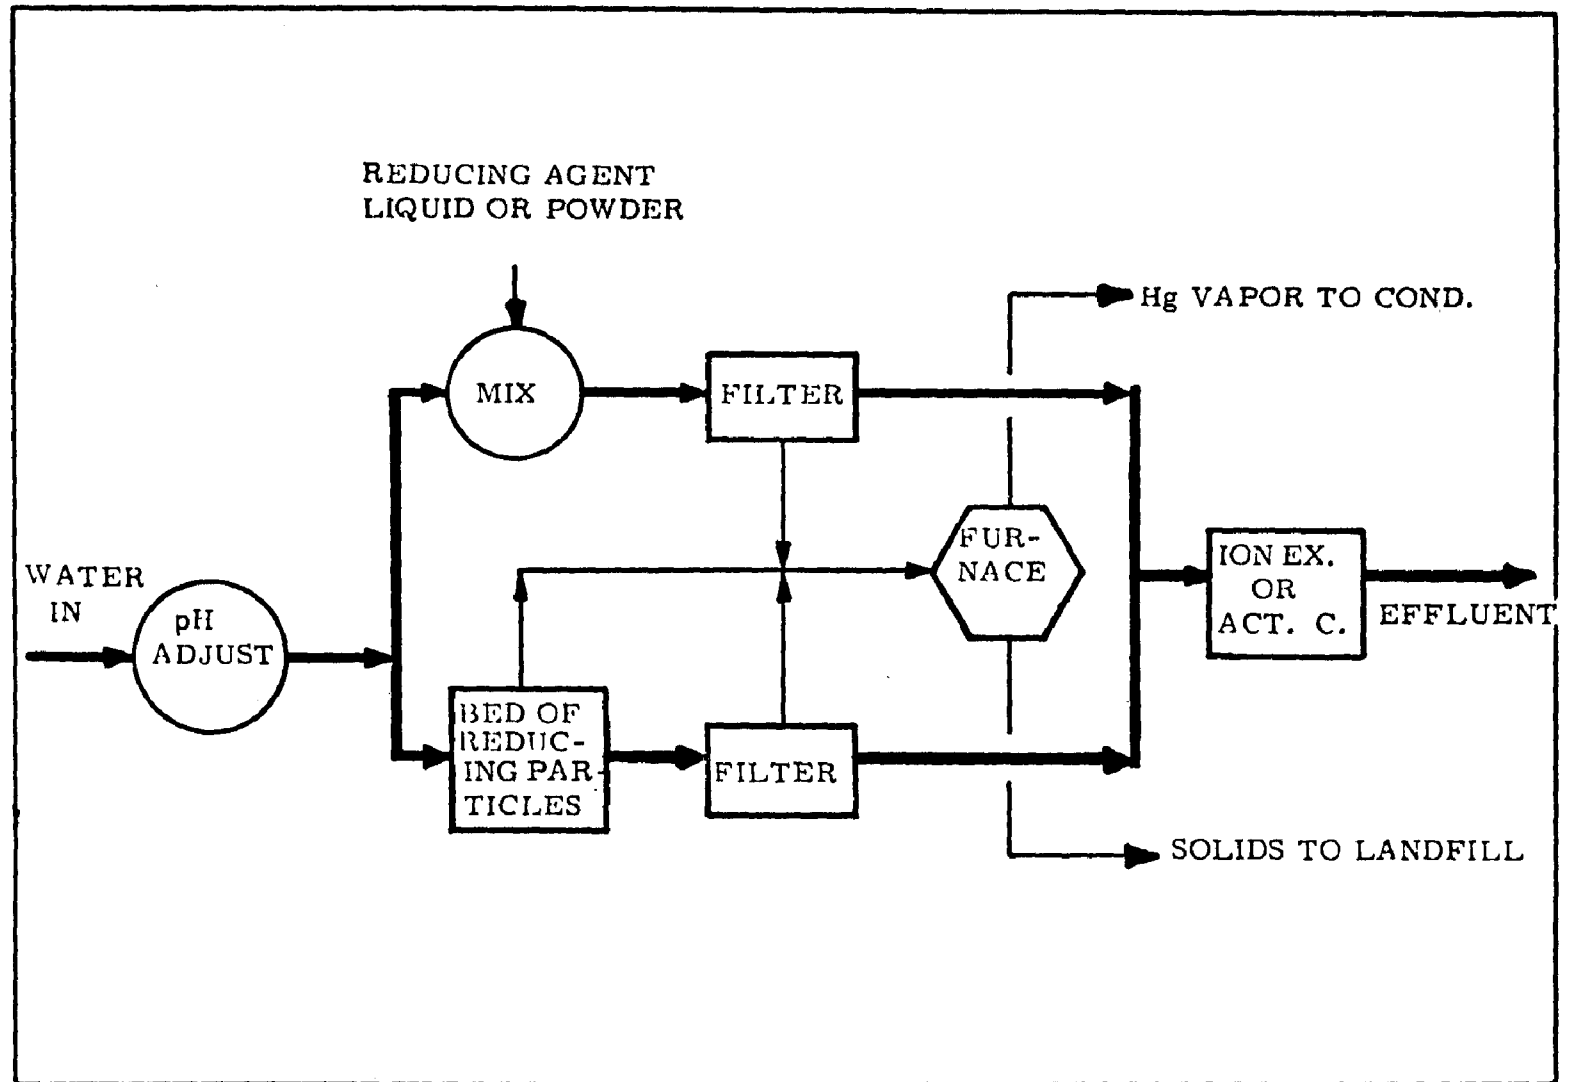 REDUCING AGENT
LIQUID OR POWDER
Hg VAPOR TO COND.
MIX
FILTER
WATER
IN
pH
ADJUST
FUR-
NACE
ION EX.
OR
ACT. C.
EFFLUENT
BED OF
REDUC-
ING PAR-
TICLES
FILTER
SOLIDS TO LANDFILL